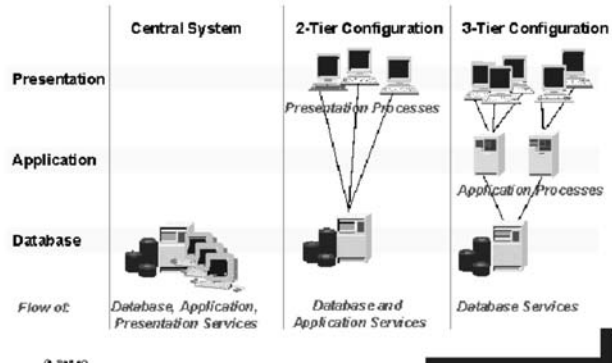 Central System 2-Tier Configuration 3-Tier Configuration
Presentation
Presentation Processes
Application
Application Processes
Database
Flow of: Database, Application, Presentation Services
Database and Application Services
Database Services